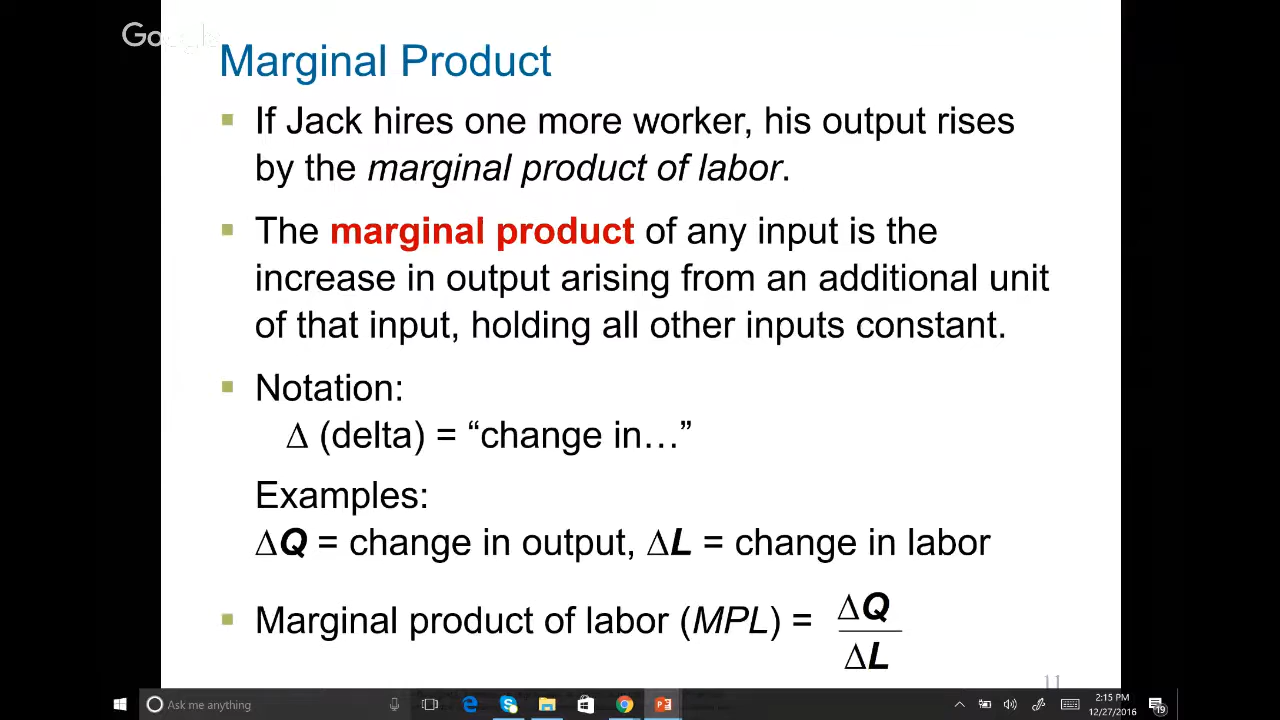 Google
Marginal Product
If Jack hires one more worker, his output rises
by the marginal product of labor.
The marginal product of any input is the
increase in output arising from an additional unit
of that input, holding all other inputs constant.
Notation:
Δ (delta) = “change in…”
Examples:
ΔQ = change in output, ΔL = change in labor
Marginal product of labor (MPL) = ΔQ
ΔL
11
Ask me anything
2:15 PM
12/27/2016
19